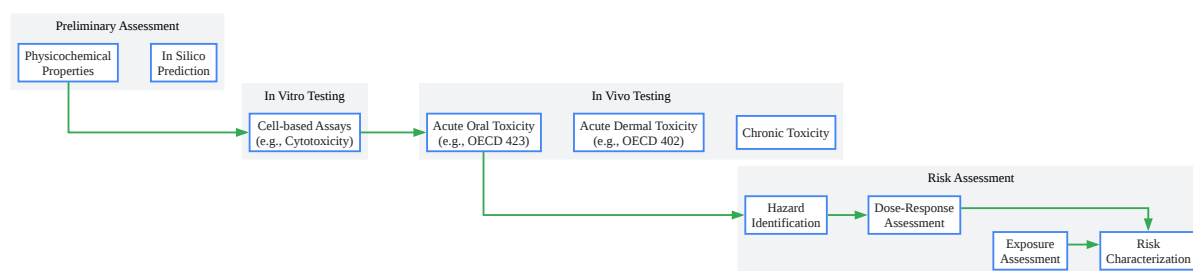 Preliminary Assessment
Physicochemical
Properties
In Silico
Prediction
In Vitro Testing
Cell-based Assays
(e.g., Cytotoxicity)
In Vivo Testing
Acute Oral Toxicity
(e.g., OECD 423)
Acute Dermal Toxicity
(e.g., OECD 402)
Chronic Toxicity
Risk Assessment
Hazard
Identification
Dose-Response
Assessment
Exposure
Assessment
Risk
Characterization